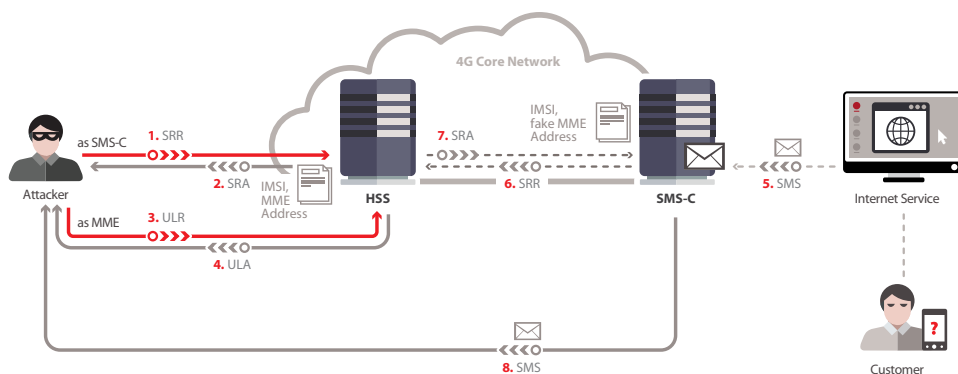 4G Core Network
as SMS-C
1. SRR
2. SRA
IMSI,
MME
Address
Attacker
as MME
3. ULR
4. ULA
HSS
7. SRA
6. SRR
IMSI,
fake MME
Address
SMS-C
5. SMS
Internet Service
8. SMS
?
Customer